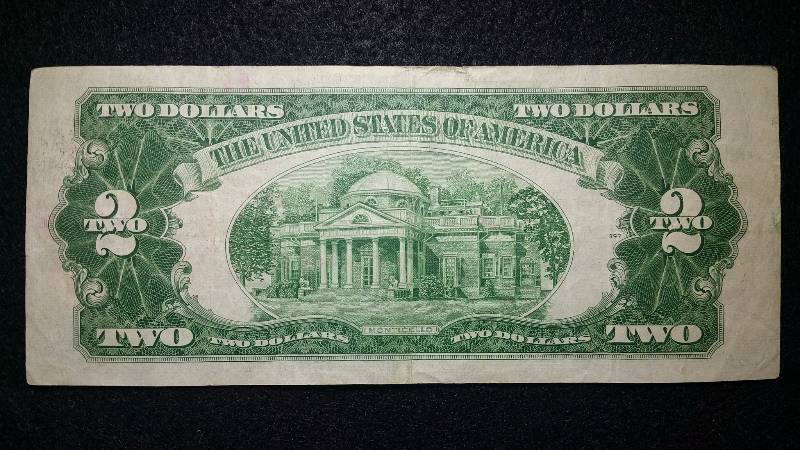 TWO DOLLARS TWO DOLLARS
THE UNITED STATES OF AMERICA
2 2
TWO TWO
MONTICELLO
TWO TWO DOLLARS TWO DOLLARS TWO